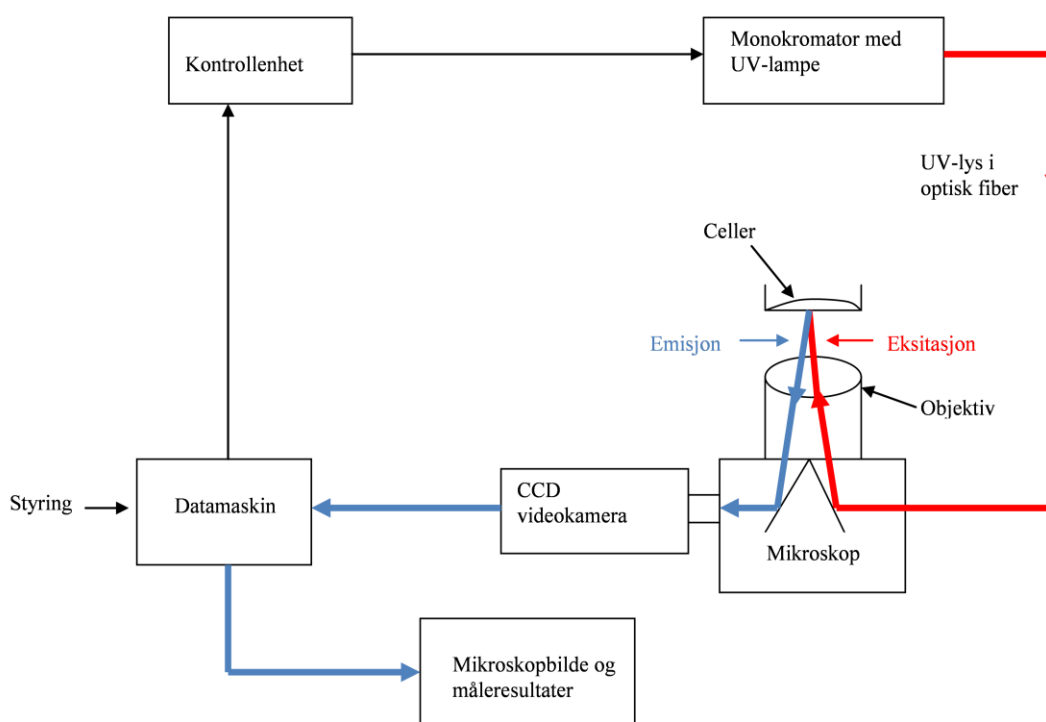 Kontrollenhet
Monokromator med
UV-lampe
UV-lys i
optisk fiber
Celler
Emisjon
Eksitasjon
Objektiv
Styring
Datamaskin
CCD
videokamera
Mikroskop
Mikroskopbilde og
måleresultater